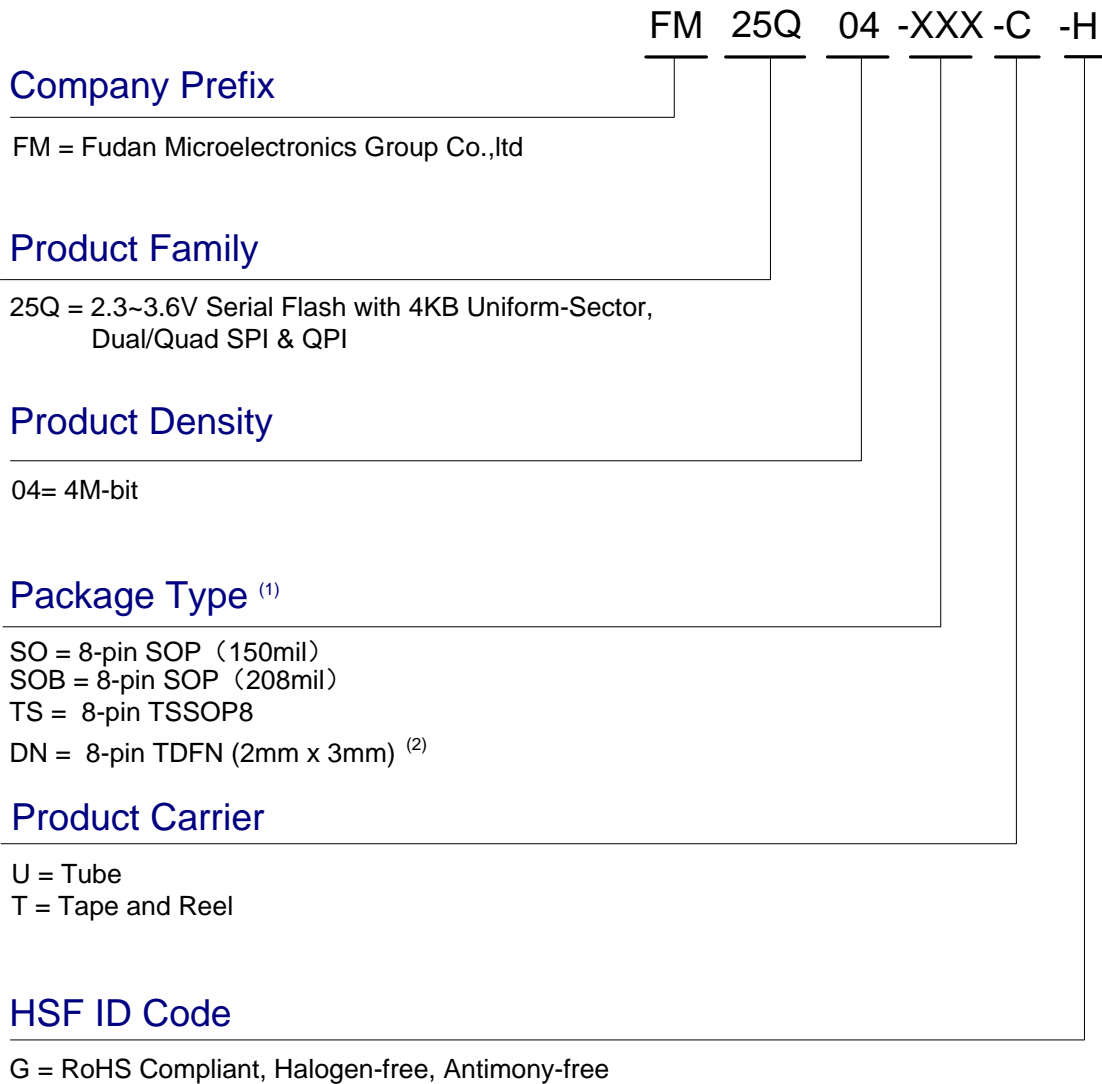 FM 25Q 04 -XXX -C -H
Company Prefix
FM = Fudan Microelectronics Group Co.,ltd
Product Family
25Q = 2.3~3.6V Serial Flash with 4KB Uniform-Sector,
Dual/Quad SPI & QPI
Product Density
04= 4M-bit
Package Type (1)
SO = 8-pin SOP（150mil）
SOB = 8-pin SOP（208mil）
TS = 8-pin TSSOP8
DN = 8-pin TDFN (2mm x 3mm) (2)
Product Carrier
U = Tube
T = Tape and Reel
HSF ID Code
G = RoHS Compliant, Halogen-free, Antimony-free